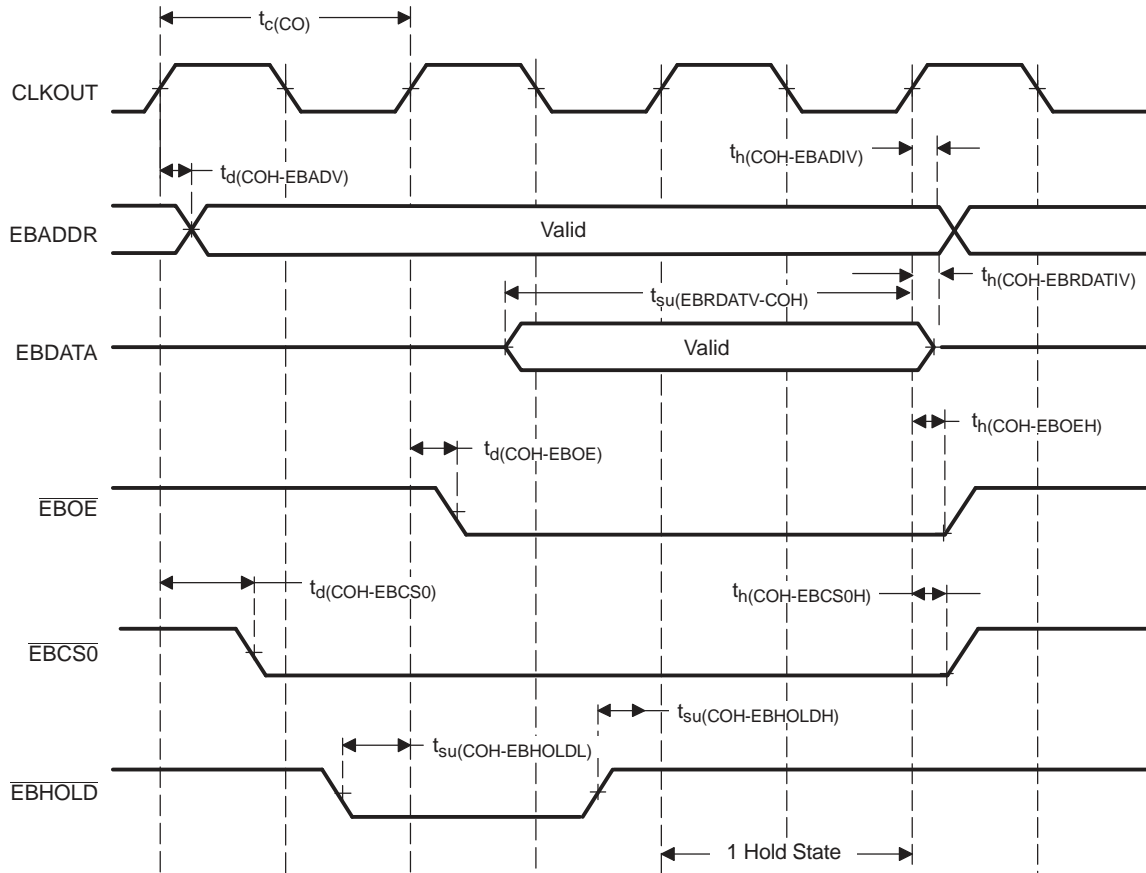 tc(CO)
CLKOUT
td(COH-EBADV)
th(COH-EBADIV)
EBADDR
Valid
th(COH-EBRDATIV)
tsu(EBRDATV-COH)
EBDATA
Valid
td(COH-EBOE)
th(COH-EBOEH)
EBOE
td(COH-EBCS0)
th(COH-EBCS0H)
EBCS0
tsu(COH-EBHOLDL)
tsu(COH-EBHOLDH)
EBHOLD
1 Hold State